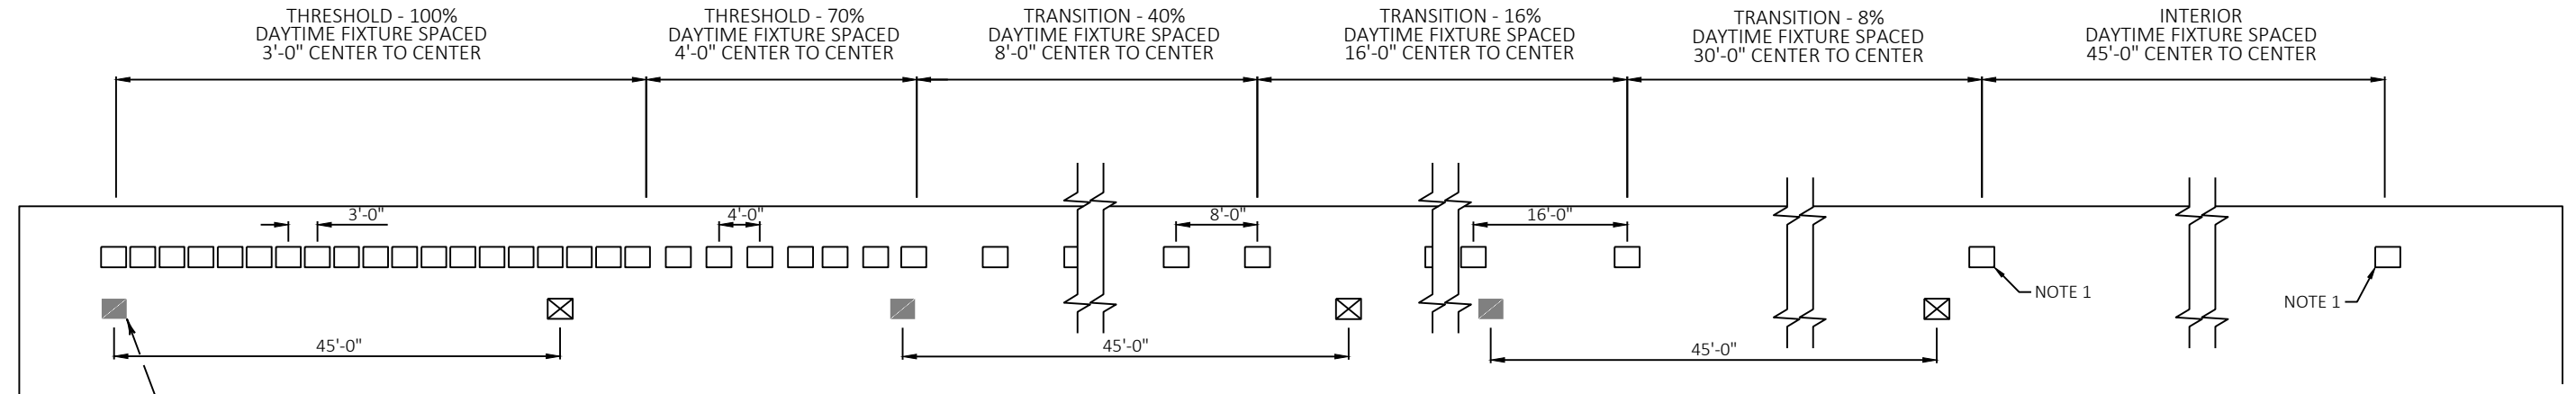 THRESHOLD - 100%
DAYTIME FIXTURE SPACED
3'-0" CENTER TO CENTER
THRESHOLD - 70%
DAYTIME FIXTURE SPACED
4'-0" CENTER TO CENTER
TRANSITION - 40%
DAYTIME FIXTURE SPACED
8'-0" CENTER TO CENTER
TRANSITION - 16%
DAYTIME FIXTURE SPACED
16'-0" CENTER TO CENTER
TRANSITION - 8%
DAYTIME FIXTURE SPACED
30'-0" CENTER TO CENTER
INTERIOR
DAYTIME FIXTURE SPACED
45'-0" CENTER TO CENTER
3'-0"
4'-0"
8'-0"
16'-0"
NOTE 1
NOTE 1
45'-0"
45'-0"
45'-0"